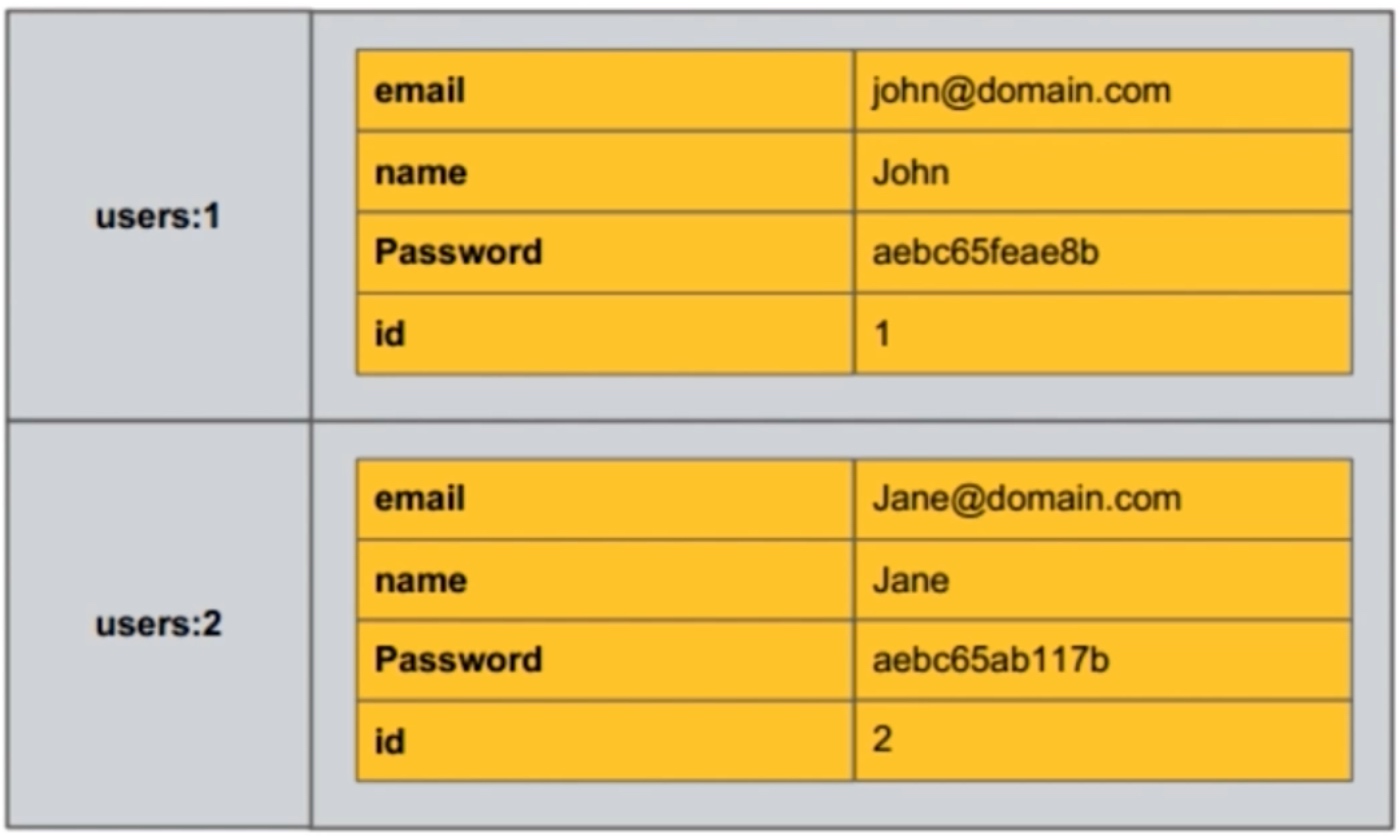 email john@domain.com
name John
users:1
Password aebc65feae8b
id 1
email Jane@domain.com
name Jane
users:2
Password aebc65ab117b
id 2